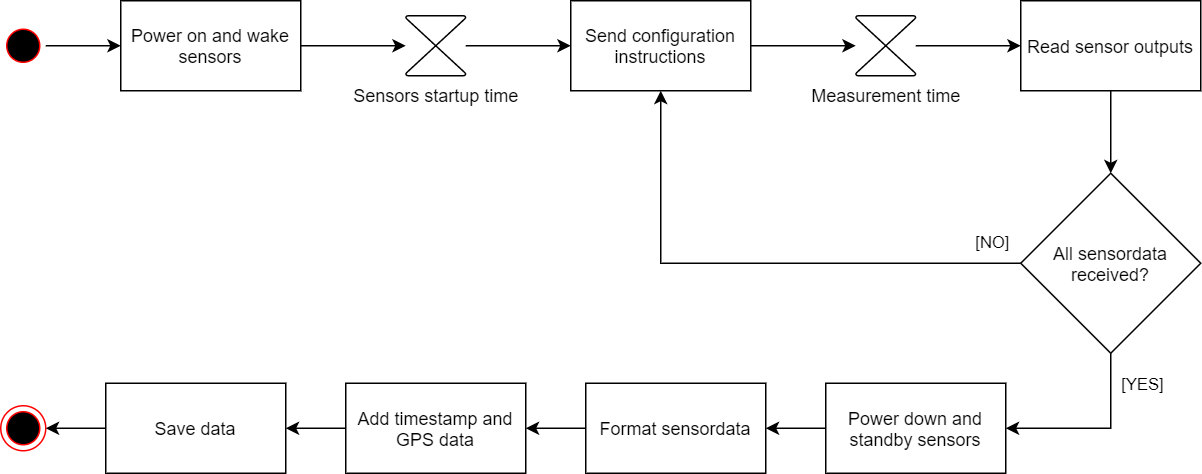 Power on and wake
sensors
Sensors startup time
Send configuration
instructions
Measurement time
Read sensor outputs
All sensordata
received?
[NO]
[YES]
Power down and
standby sensors
Format sensordata
Add timestamp and
GPS data
Save data